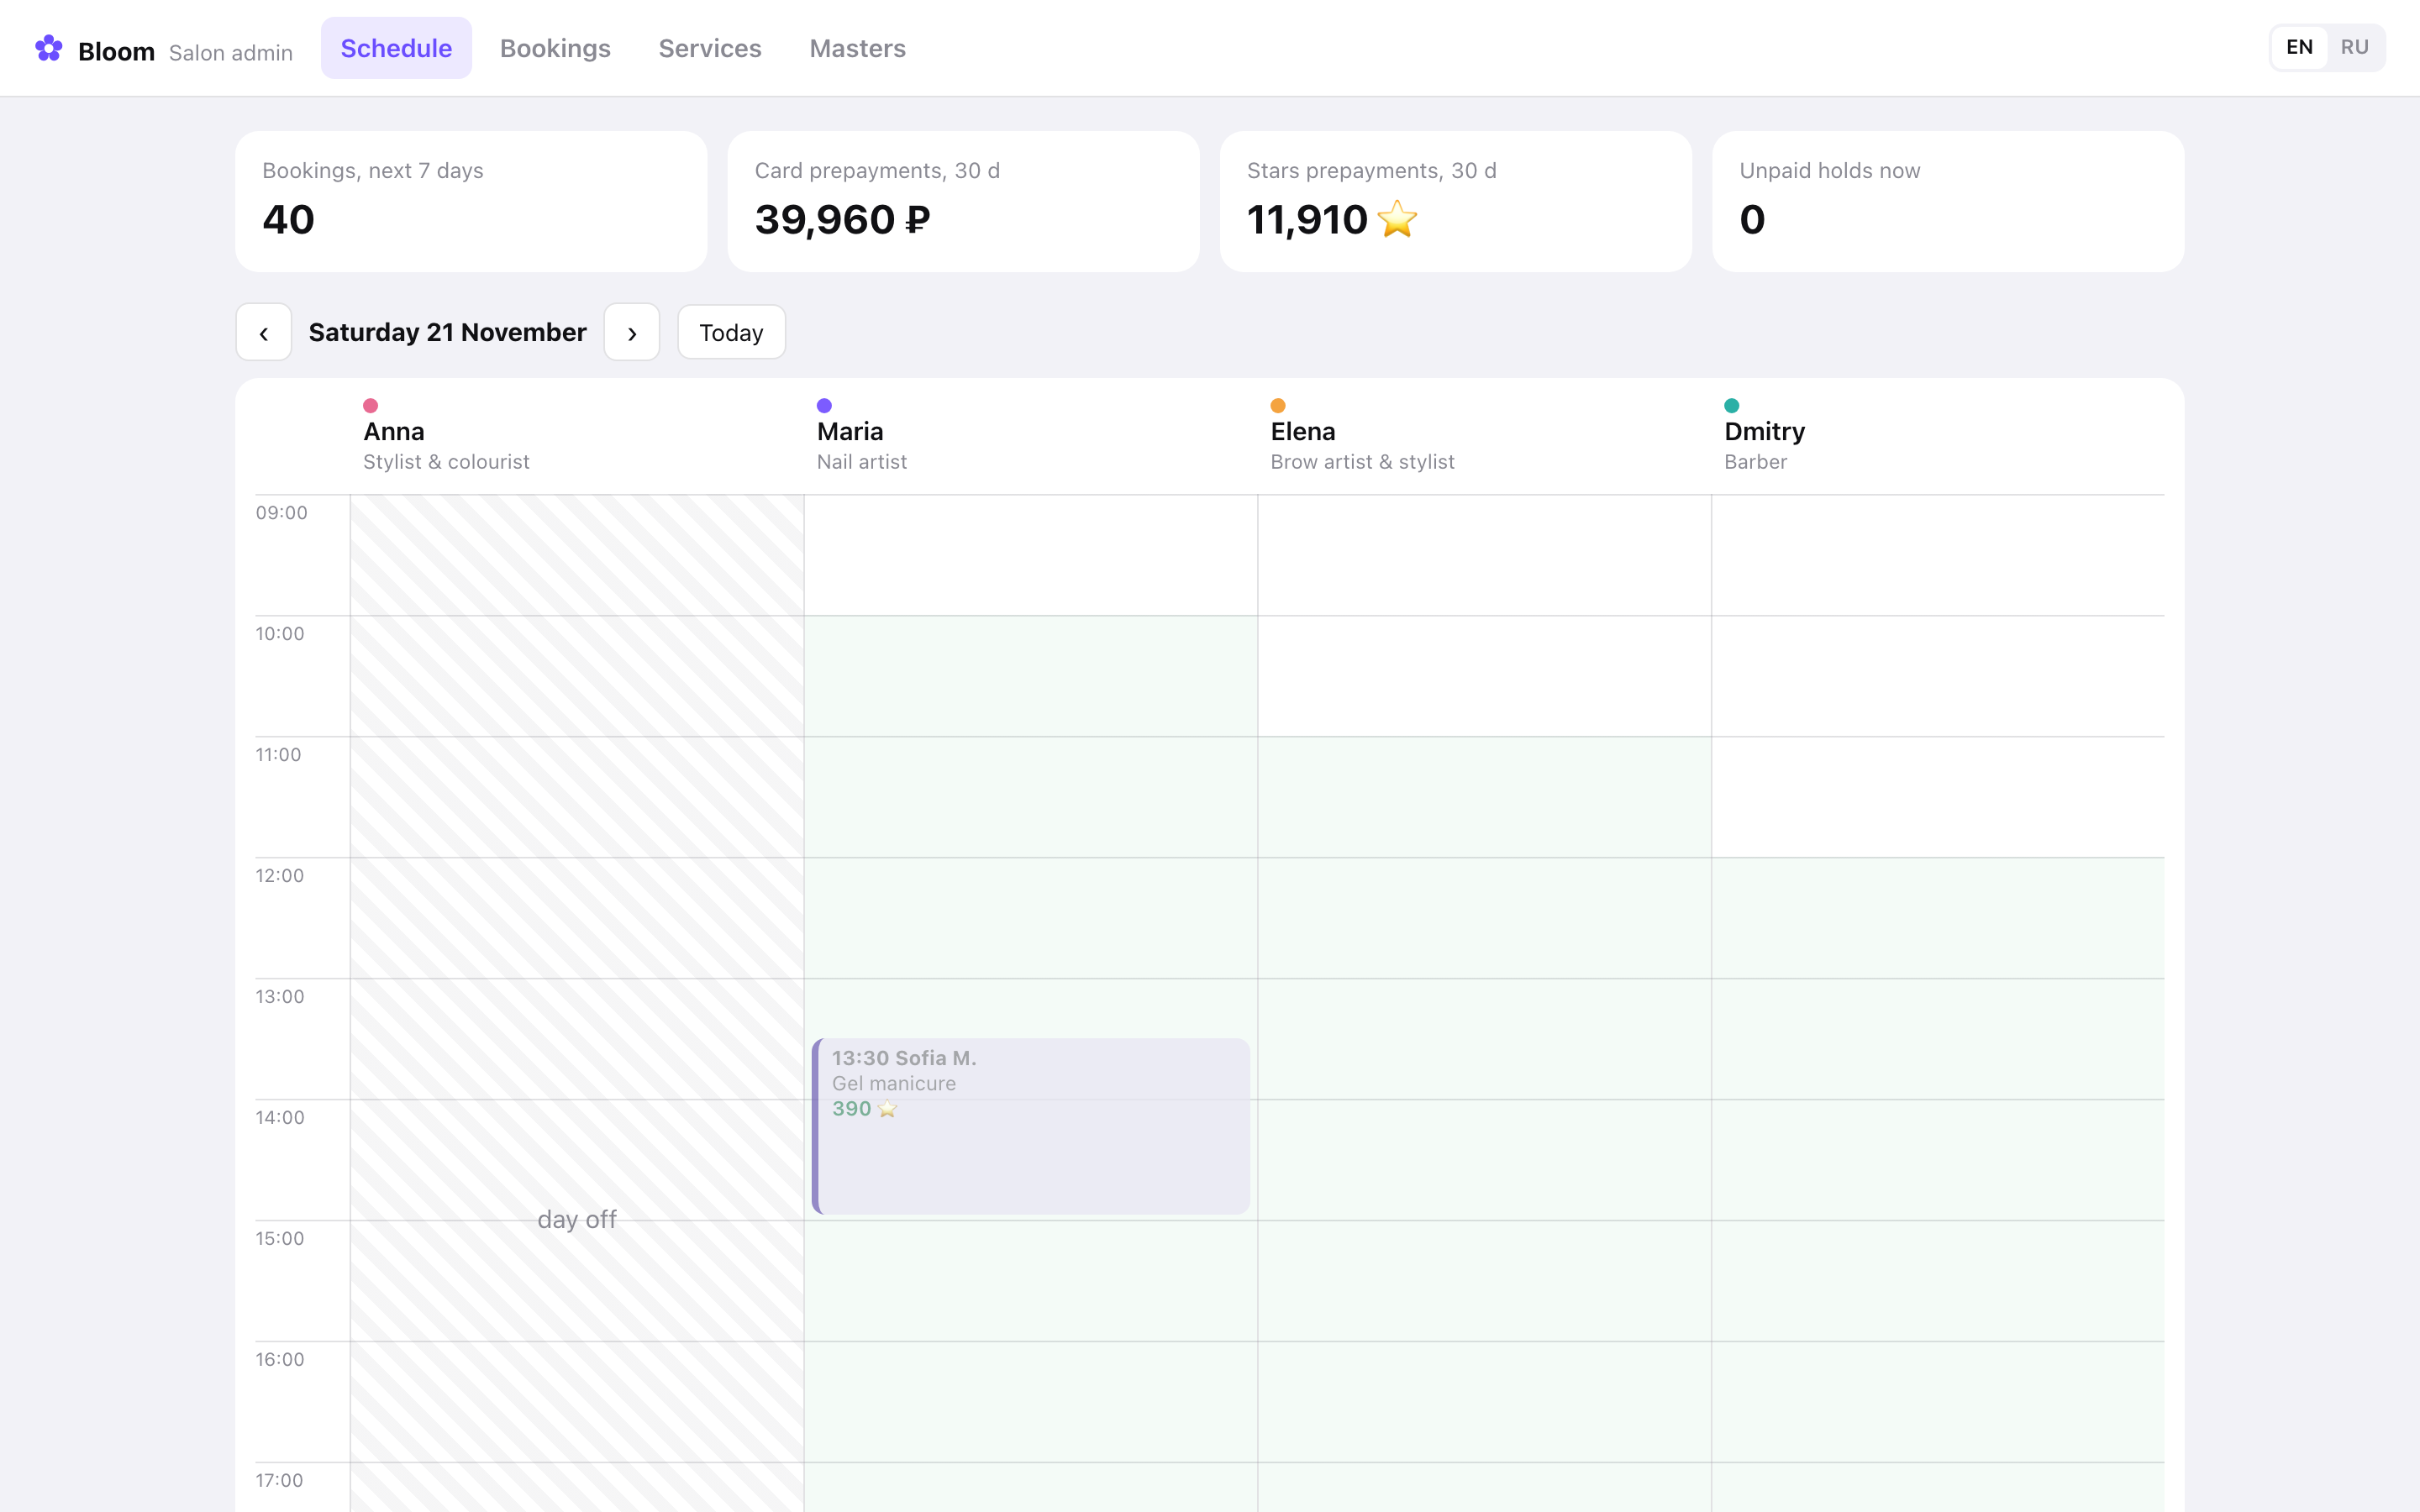 Bloom Salon admin Schedule Bookings Services Masters EN RU
Bookings, next 7 days
40
Card prepayments, 30 d
39,960 ₽
Stars prepayments, 30 d
11,910 ⭐
Unpaid holds now
0
‹ Saturday 21 November › Today
Anna
Stylist & colourist
Maria
Nail artist
Elena
Brow artist & stylist
Dmitry
Barber
09:00
10:00
11:00
12:00
13:00
13:30 Sofia M.
Gel manicure
390 ⭐
14:00
day off
15:00
16:00
17:00